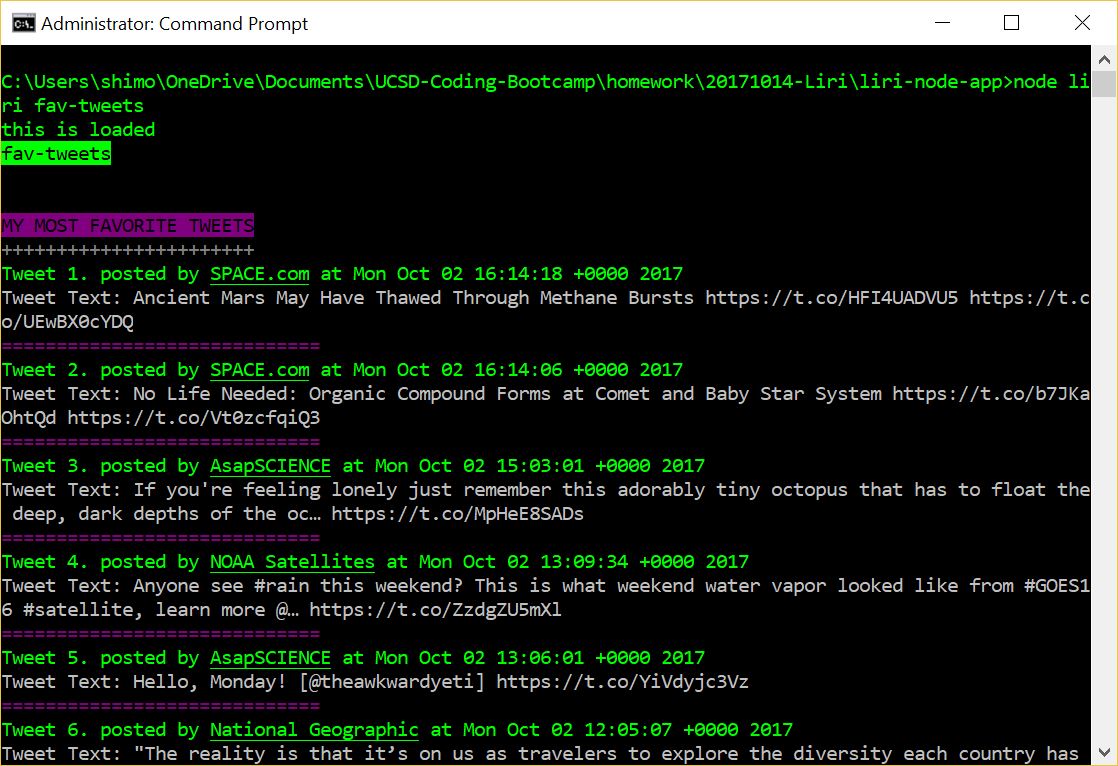 Administrator: Command Prompt
C:\Users\shimo\OneDrive\Documents\UCSD-Coding-Bootcamp\homework\20171014-Liri\liri-node-app>node li
ri fav-tweets
this is loaded
fav-tweets
MY MOST FAVORITE TWEETS
+++++++++++++++++++++++
Tweet 1. posted by SPACE.com at Mon Oct 02 16:14:18 +0000 2017
Tweet Text: Ancient Mars May Have Thawed Through Methane Bursts https://t.co/HFI4UADVU5 https://t.c
o/UEwBX0cYDQ
=============================
Tweet 2. posted by SPACE.com at Mon Oct 02 16:14:06 +0000 2017
Tweet Text: No Life Needed: Organic Compound Forms at Comet and Baby Star System https://t.co/b7JKa
OhtQd https://t.co/Vt0zcfqiQ3
=============================
Tweet 3. posted by AsapSCIENCE at Mon Oct 02 15:03:01 +0000 2017
Tweet Text: If you're feeling lonely just remember this adorably tiny octopus that has to float the
 deep, dark depths of the oc… https://t.co/MpHeE8SADs
=============================
Tweet 4. posted by NOAA Satellites at Mon Oct 02 13:09:34 +0000 2017
Tweet Text: Anyone see #rain this weekend? This is what weekend water vapor looked like from #GOES1
6 #satellite, learn more @… https://t.co/ZzdgZU5mXl
=============================
Tweet 5. posted by AsapSCIENCE at Mon Oct 02 13:06:01 +0000 2017
Tweet Text: Hello, Monday! [@theawkwardyeti] https://t.co/YiVdyjc3Vz
=============================
Tweet 6. posted by National Geographic at Mon Oct 02 12:05:07 +0000 2017
Tweet Text: "The reality is that it’s on us as travelers to explore the diversity each country has